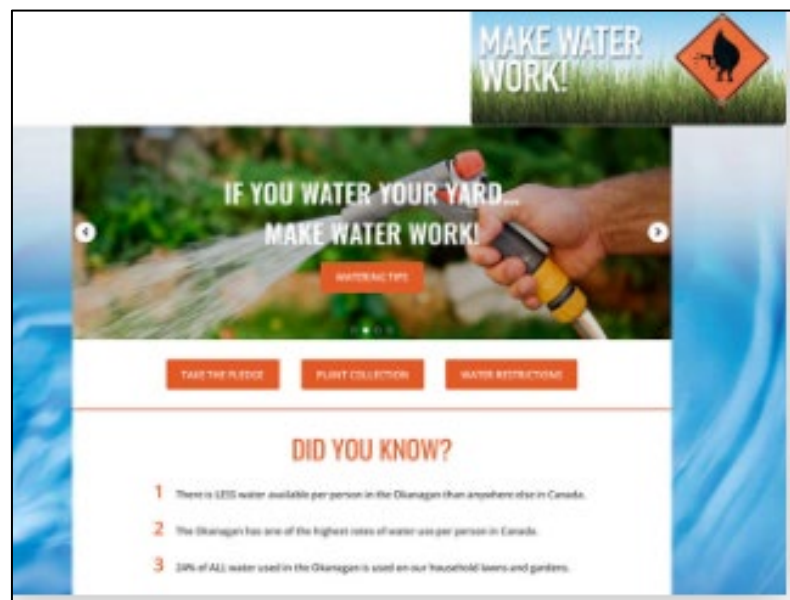 MAKE WATER
WORK!
IF YOU WATER YOUR YARD...
MAKE WATER WORK!
WATERING TIPS
TAKE THE PLEDGE
PLANT COLLECTION
WATER RESTRICTIONS
DID YOU KNOW?
1 There is LESS water available per person in the Okanagan than anywhere else in Canada.
2 The Okanagan has one of the highest rates of water use per person in Canada.
3 24% of ALL water used in the Okanagan is used on our household lawns and gardens.